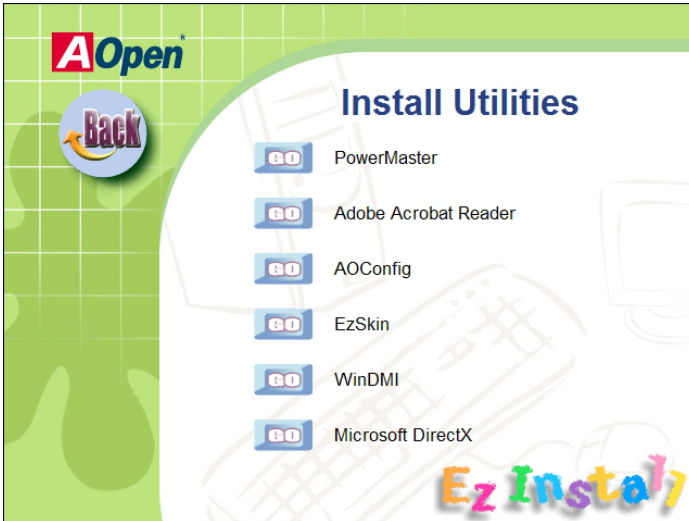 AOpen
Back
Install Utilities
GO PowerMaster
GO Adobe Acrobat Reader
GO AOConfig
GO EzSkin
GO WinDMI
GO Microsoft DirectX
Ez Install